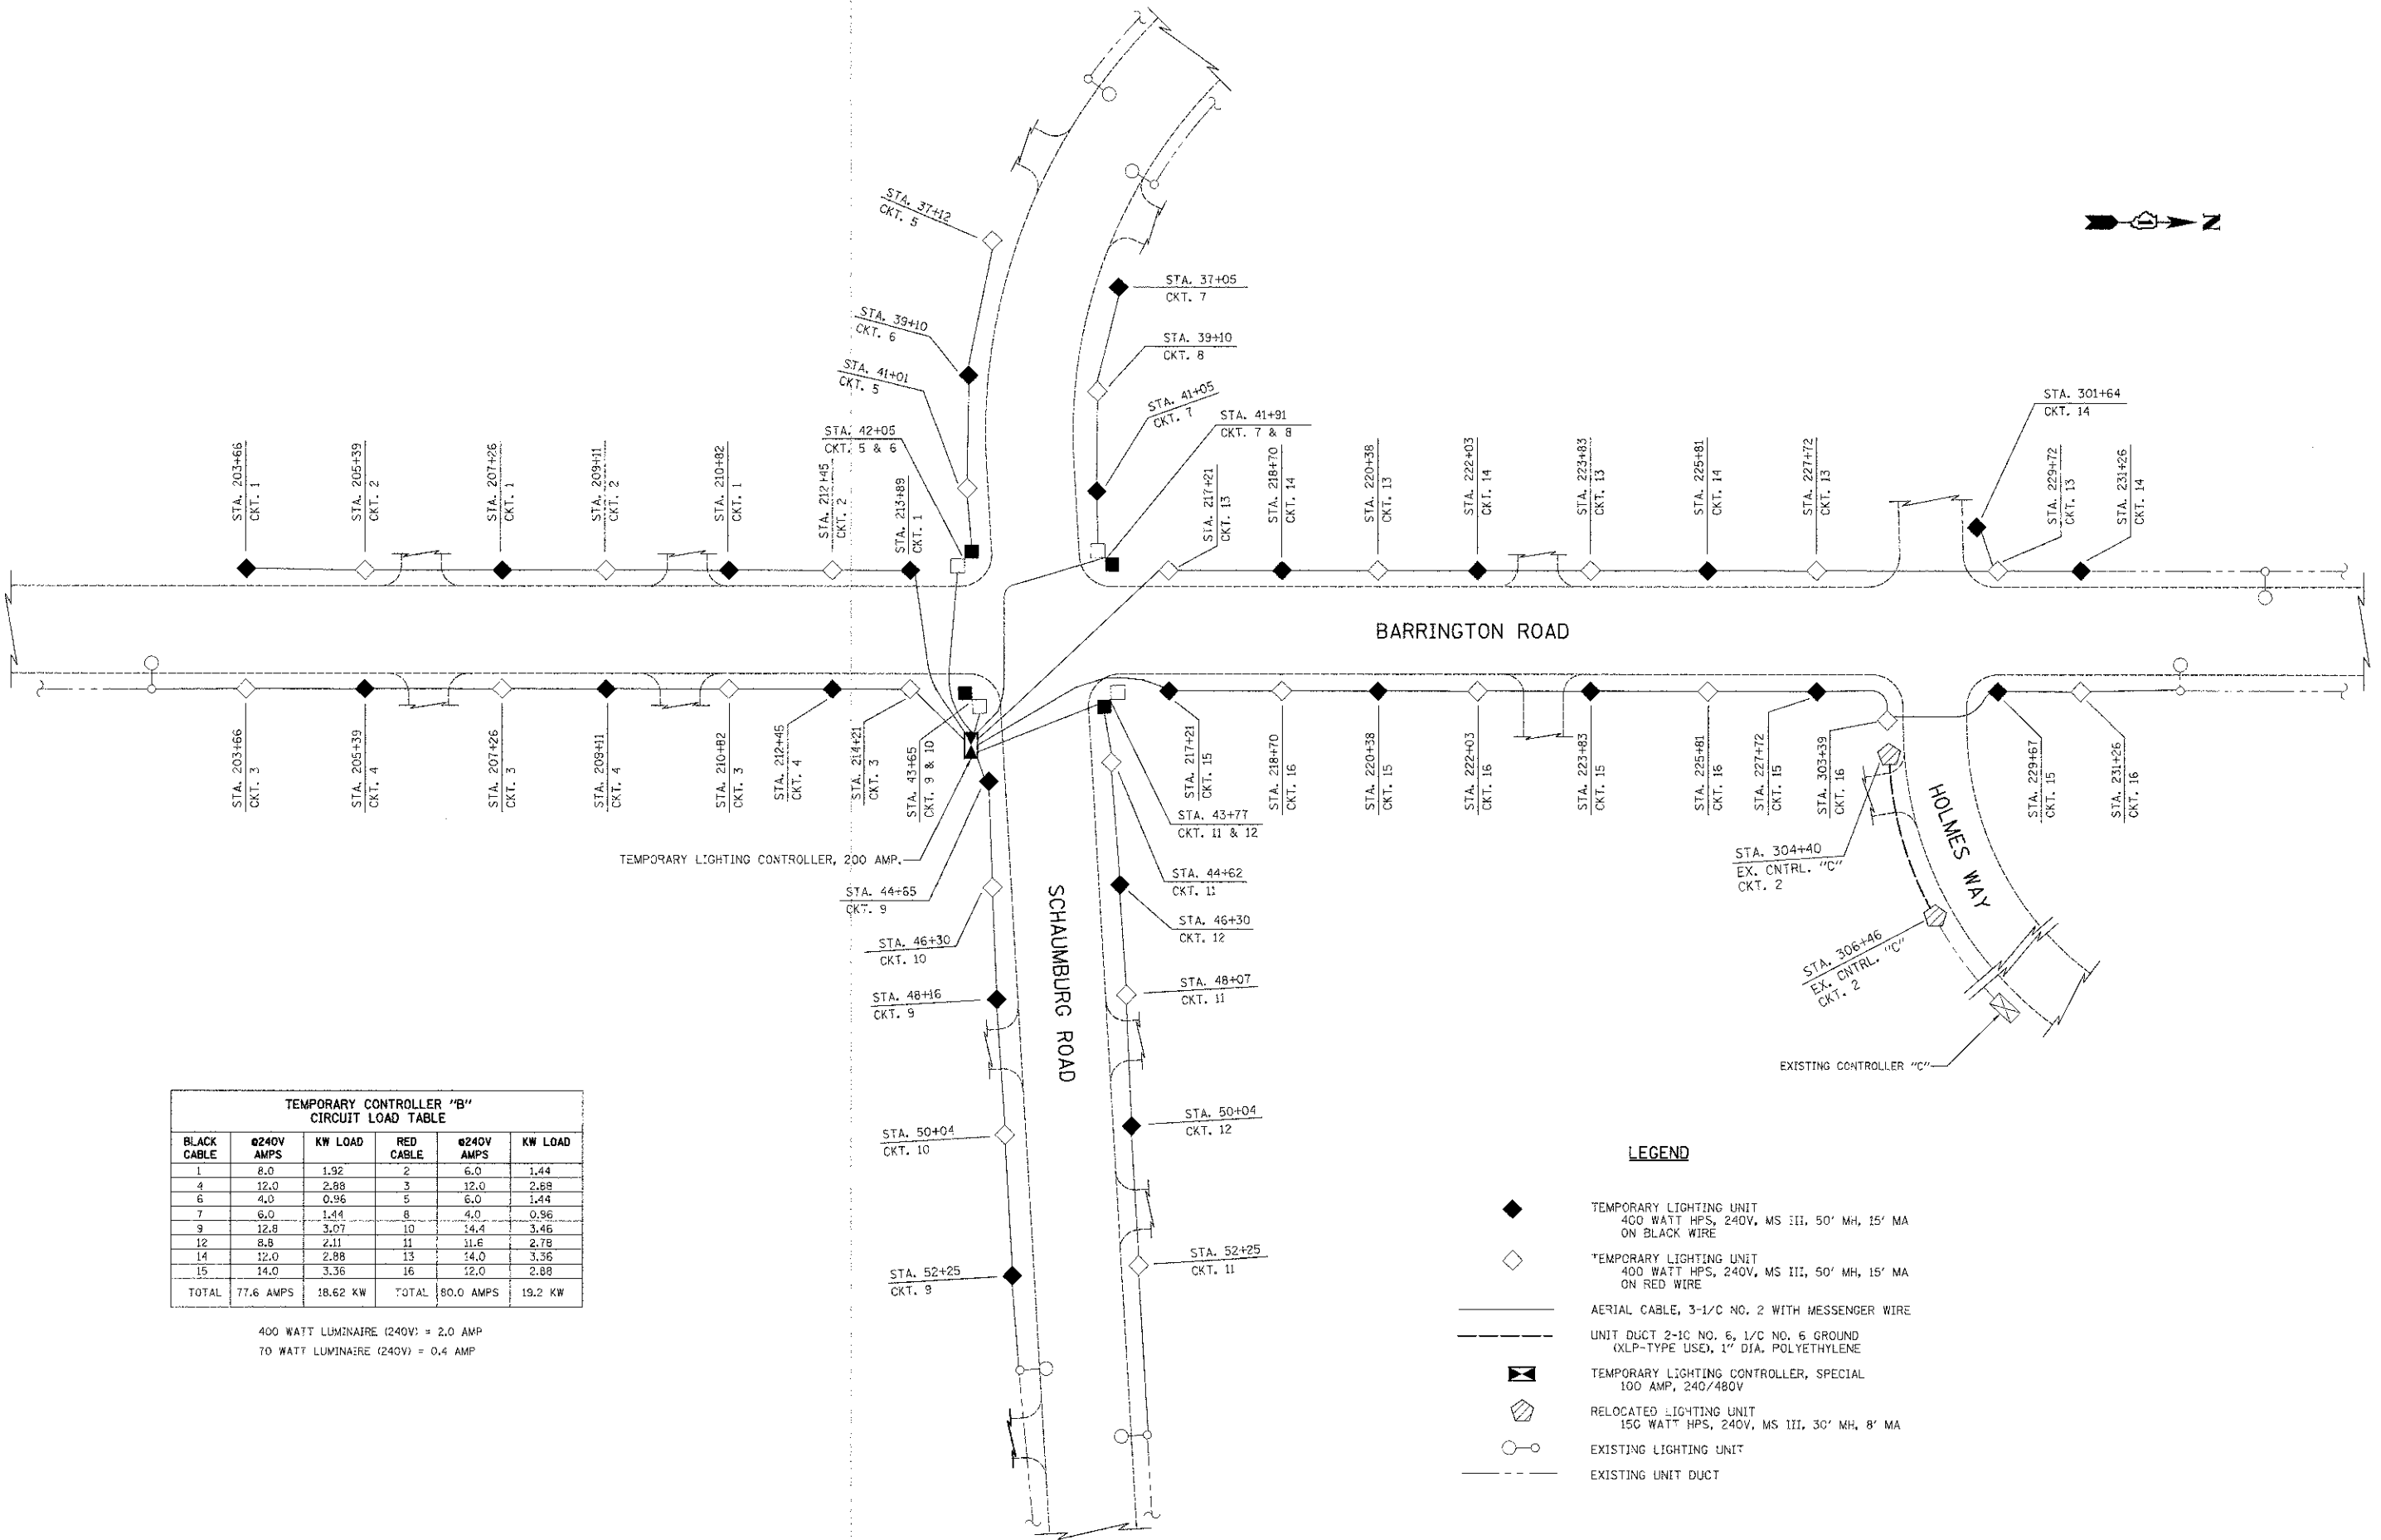 STA. 37+12
CKT. 5
STA. 39+10
CKT. 6
STA. 41+01
CKT. 5
STA. 42+05
CKT. 5 & 6
STA. 37+05
CKT. 7
STA. 39+10
CKT. 8
STA. 41+05
CKT. 7
STA. 41+91
CKT. 7 & 8
N
STA. 203+66
CKT. 1
STA. 205+39
CKT. 2
STA. 207+26
CKT. 1
STA. 209+11
CKT. 2
STA. 210+82
CKT. 1
STA. 212+45
CKT. 2
STA. 213+89
CKT. 1
STA. 217+21
CKT. 13
STA. 218+70
CKT. 14
STA. 220+38
CKT. 13
STA. 222+03
CKT. 14
STA. 223+83
CKT. 13
STA. 225+81
CKT. 14
STA. 227+72
CKT. 13
STA. 301+64
CKT. 14
STA. 229+72
CKT. 13
STA. 231+26
CKT. 14
BARRINGTON ROAD
STA. 203+66
CKT. 3
STA. 205+39
CKT. 4
STA. 207+26
CKT. 3
STA. 209+11
CKT. 4
STA. 210+82
CKT. 3
STA. 212+45
CKT. 4
STA. 214+21
CKT. 3
STA. 43+65
CKT. 9 & 10
STA. 217+21
CKT. 15
STA. 218+70
CKT. 16
STA. 220+38
CKT. 15
STA. 222+03
CKT. 16
STA. 223+83
CKT. 15
STA. 225+81
CKT. 16
STA. 227+72
CKT. 15
STA. 303+39
CKT. 16
STA. 229+67
CKT. 15
STA. 231+26
CKT. 16
HOLMES WAY
STA. 304+40
EX. CNTRL. "C"
CKT. 2
STA. 306+46
EX. CNTRL. "C"
CKT. 2
EXISTING CONTROLLER "C"
TEMPORARY LIGHTING CONTROLLER, 200 AMP.
STA. 43+77
CKT. 11 & 12
STA. 44+62
CKT. 11
STA. 46+30
CKT. 12
STA. 48+07
CKT. 11
STA. 50+04
CKT. 12
STA. 52+25
CKT. 11
SCHAUMBURG ROAD
STA. 44+65
CKT. 9
STA. 46+30
CKT. 10
STA. 48+16
CKT. 9
STA. 50+04
CKT. 10
STA. 52+25
CKT. 9
TEMPORARY CONTROLLER "B"
CIRCUIT LOAD TABLE
BLACK CABLE @240V AMPS KW LOAD RED CABLE @240V AMPS KW LOAD
1 8.0 1.92 2 6.0 1.44
4 12.0 2.88 3 12.0 2.88
6 4.0 0.96 5 6.0 1.44
7 6.0 1.44 8 4.0 0.96
9 12.8 3.07 10 14.4 3.46
12 8.8 2.11 11 11.6 2.78
14 12.0 2.88 13 14.0 3.36
15 14.0 3.36 16 12.0 2.88
TOTAL 77.6 AMPS 18.62 KW TOTAL 80.0 AMPS 19.2 KW
400 WATT LUMINAIRE (240V) = 2.0 AMP
70 WATT LUMINAIRE (240V) = 0.4 AMP
LEGEND
TEMPORARY LIGHTING UNIT
400 WATT HPS, 240V, MS III, 50' MH, 15' MA
ON BLACK WIRE
TEMPORARY LIGHTING UNIT
400 WATT HPS, 240V, MS III, 50' MH, 15' MA
ON RED WIRE
AERIAL CABLE, 3-1/C NO. 2 WITH MESSENGER WIRE
UNIT DUCT 2-1C NO. 6, 1/C NO. 6 GROUND
(XLP-TYPE USE), 1" DIA. POLYETHYLENE
TEMPORARY LIGHTING CONTROLLER, SPECIAL
100 AMP, 240/480V
RELOCATED LIGHTING UNIT
150 WATT HPS, 240V, MS III, 30' MH, 8' MA
EXISTING LIGHTING UNIT
EXISTING UNIT DUCT